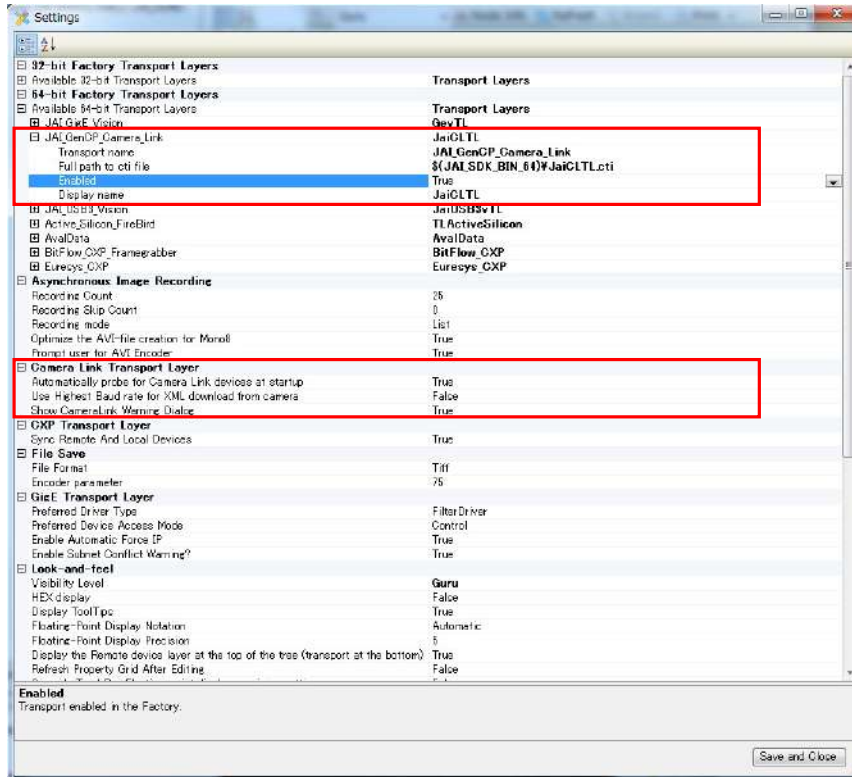 Settings
32-bit Factory Transport Layers
Available 32-bit Transport Layers Transport Layers
64-bit Factory Transport Layers
Available 64-bit Transport Layers Transport Layers
JAI_GigE_Vision GevTL
JAI_GenCP_Camera_Link JaiCLTL
Transport name JAI_GenCP_Camera_Link
Full path to cti file $(JAI_SDK_BIN_64)¥JaiCLTL.cti
Enabled True
Display name JaiCLTL
JAI_USB3_Vision JaiUSB3vTL
Active_Silicon_FireBird TLActiveSilicon
AvalData AvalData
BitFlow_CXP_Framegrabber BitFlow_CXP
Euresys_CXP Euresys_CXP
Asynchronous Image Recording
Recording Count 25
Recording Skip Count 0
Recording mode List
Optimize the AVI-file creation for Mono8 True
Prompt user for AVI Encoder True
Camera Link Transport Layer
Automatically probe for Camera Link devices at startup True
Use Highest Baud rate for XML download from camera False
Show CameraLink Warning Dialog True
CXP Transport Layer
Sync Remote And Local Devices True
File Save
File Format Tiff
Encoder parameter 75
GigE Transport Layer
Preferred Driver Type FilterDriver
Preferred Device Access Mode Control
Enable Automatic Force IP True
Enable Subnet Conflict Warning? True
Look-and-feel
Visibility Level Guru
HEX display False
Display ToolTips True
Floating-Point Display Notation Automatic
Floating-Point Display Precision 5
Display the Remote device layer at the top of the tree (transport at the bottom) True
Refresh Property Grid After Editing False
Enabled
Transport enabled in the Factory.
Save and Close